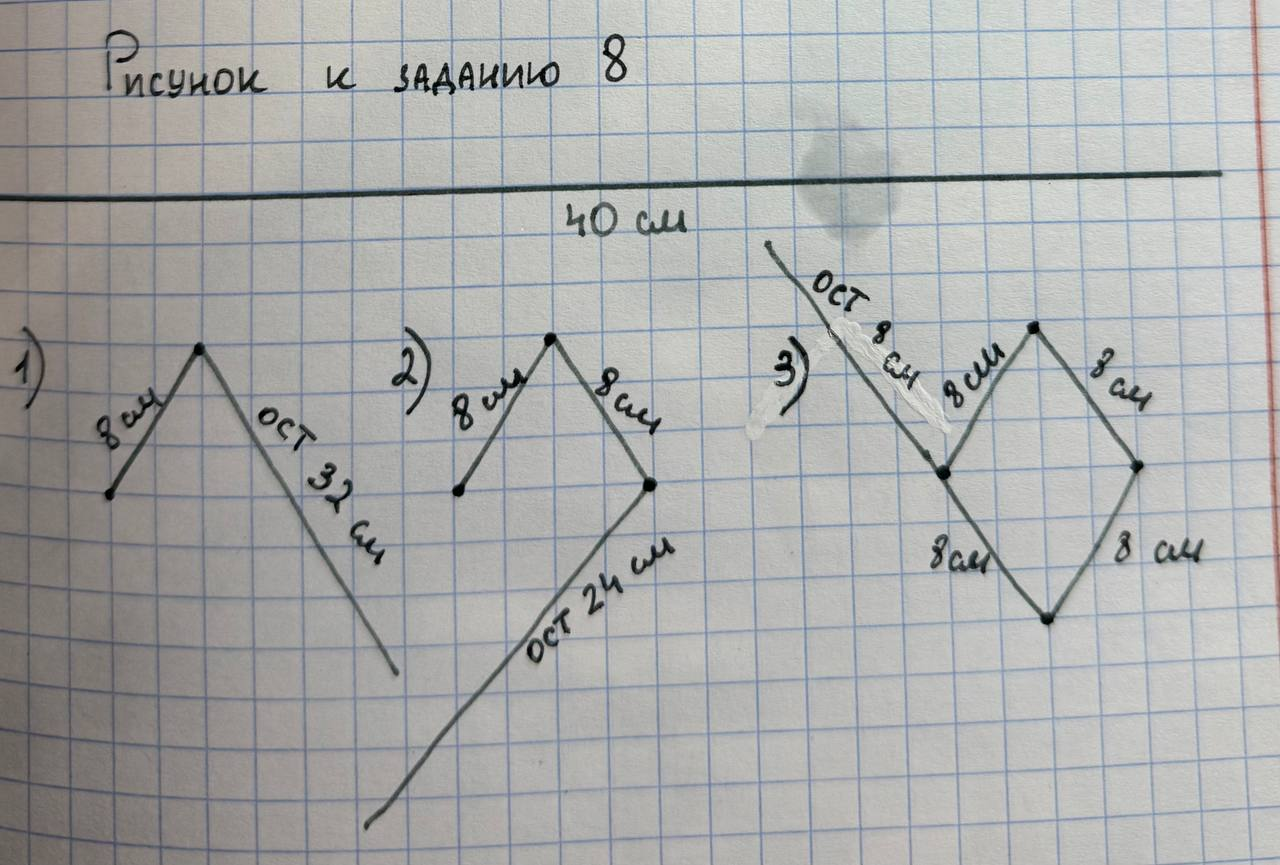 Рисунок к заданию 8
40 см
1)
8 см
ост 32 см
2)
8 см
8 см
ост 24 см
3)
ост 8 см
8 см
8 см
8 см
8 см